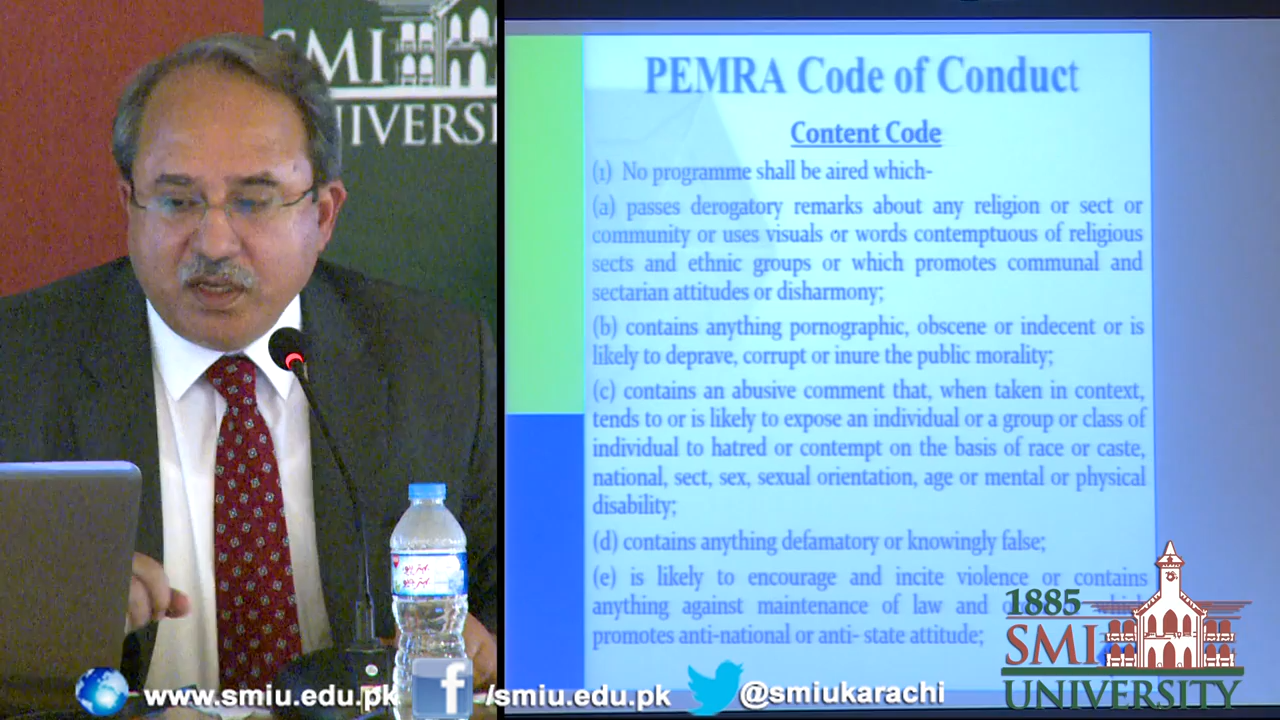 SMI
UNIVERSI
PEMRA Code of Conduct
Content Code
(1) No programme shall be aired which-
(a) passes derogatory remarks about any religion or sect or
community or uses visuals or words contemptuous of religious
sects and ethnic groups or which promotes communal and
sectarian attitudes or disharmony;
(b) contains anything pornographic, obscene or indecent or is
likely to deprave, corrupt or inure the public morality;
(c) contains an abusive comment that, when taken in context,
tends to or is likely to expose an individual or a group or class of
individual to hatred or contempt on the basis of race or caste,
national, sect, sex, sexual orientation, age or mental or physical
disability;
(d) contains anything defamatory or knowingly false;
(e) is likely to encourage and incite violence or contains
anything against maintenance of law and
promotes anti-national or anti- state attitude;
1885
SMI
UNIVERSITY
www.smiu.edu.pk
f /smiu.edu.pk
@smiukarachi